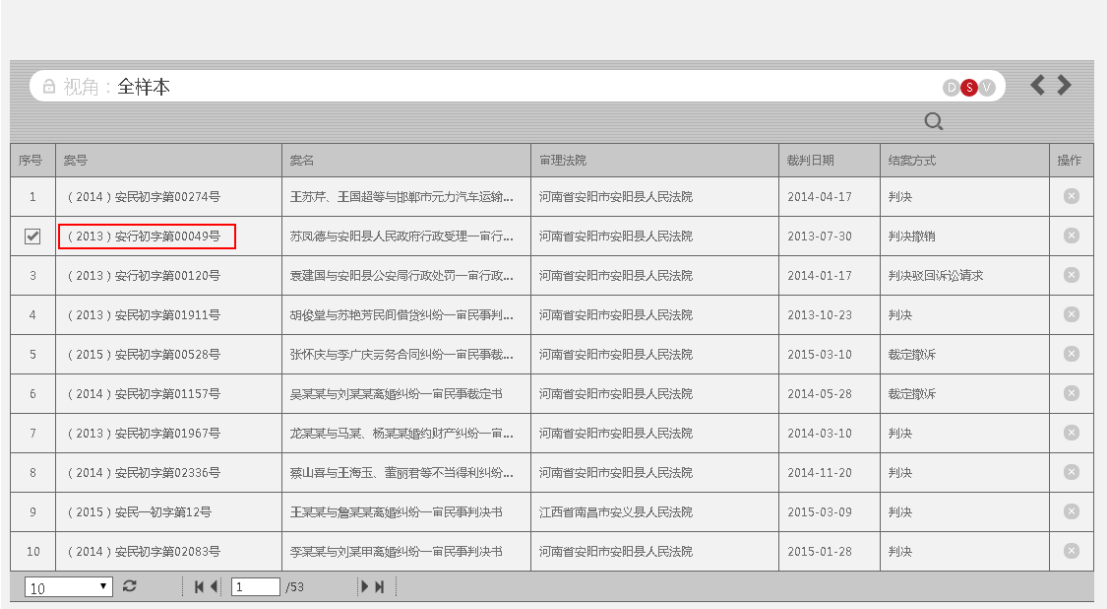 视角：全样本 D S V
序号 案号 案名 审理法院 裁判日期 结案方式 操作
1 （2014）安民初字第00274号 王苏芹、王国超等与邯郸市元力汽车运输... 河南省安阳市安阳县人民法院 2014-04-17 判决
（2013）安行初字第00049号 苏凤德与安阳县人民政府行政受理一审行... 河南省安阳市安阳县人民法院 2013-07-30 判决撤销
3 （2013）安行初字第00120号 袁建国与安阳县公安局行政处罚一审行政... 河南省安阳市安阳县人民法院 2014-01-17 判决驳回诉讼请求
4 （2013）安民初字第01911号 胡俊堂与苏艳芳民间借贷纠纷一审民事判... 河南省安阳市安阳县人民法院 2013-10-23 判决
5 （2015）安民初字第00528号 张怀庆与李广庆劳务合同纠纷一审民事裁... 河南省安阳市安阳县人民法院 2015-03-10 裁定撤诉
6 （2014）安民初字第01157号 吴某某与刘某某离婚纠纷一审民事裁定书 河南省安阳市安阳县人民法院 2014-05-28 裁定撤诉
7 （2013）安民初字第01967号 龙某某与马某、杨某某婚约财产纠纷一审... 河南省安阳市安阳县人民法院 2014-03-10 判决
8 （2014）安民初字第02336号 蔡山喜与王海玉、董丽君等不当得利纠纷... 河南省安阳市安阳县人民法院 2014-11-20 判决
9 （2015）安民一初字第12号 王某某与詹某某离婚纠纷一审民事判决书 江西省南昌市安义县人民法院 2015-03-09 判决
10 （2014）安民初字第02083号 李某某与刘某甲离婚纠纷一审民事判决书 河南省安阳市安阳县人民法院 2015-01-28 判决
10 1 /53